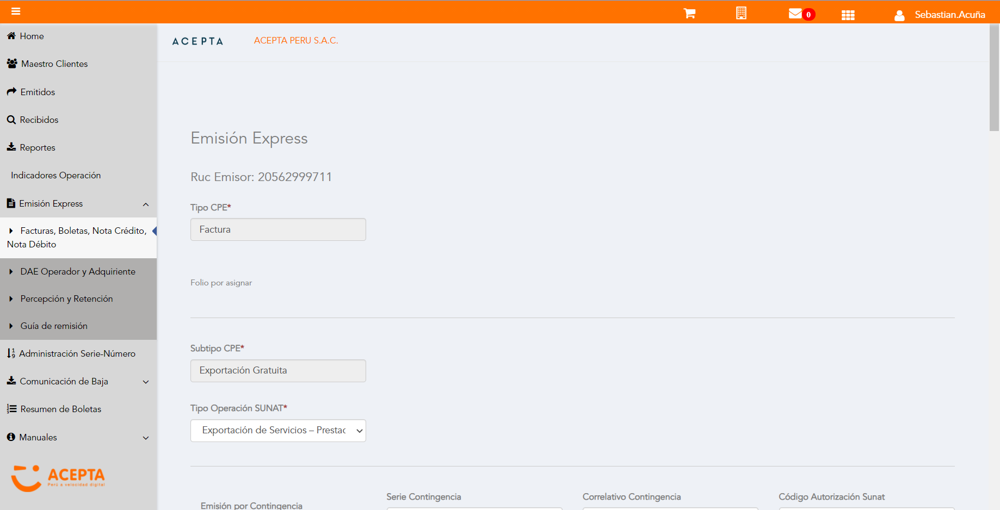 0
Sebastian.Acuña
Home
Maestro Clientes
Emitidos
Recibidos
Reportes
Indicadores Operación
Emisión Express
Facturas, Boletas, Nota Crédito,
Nota Débito
DAE Operador y Adquiriente
Percepción y Retención
Guía de remisión
Administración Serie-Número
Comunicación de Baja
Resumen de Boletas
Manuales
ACEPTA
Perú a velocidad digital
ACEPTA
ACEPTA PERU S.A.C.
Emisión Express
Ruc Emisor: 20562999711
Tipo CPE*
Factura
Folio por asignar
Subtipo CPE*
Exportación Gratuita
Tipo Operación SUNAT*
Exportación de Servicios – Prestac
Emisión por Contingencia
Serie Contingencia
Correlativo Contingencia
Código Autorización Sunat